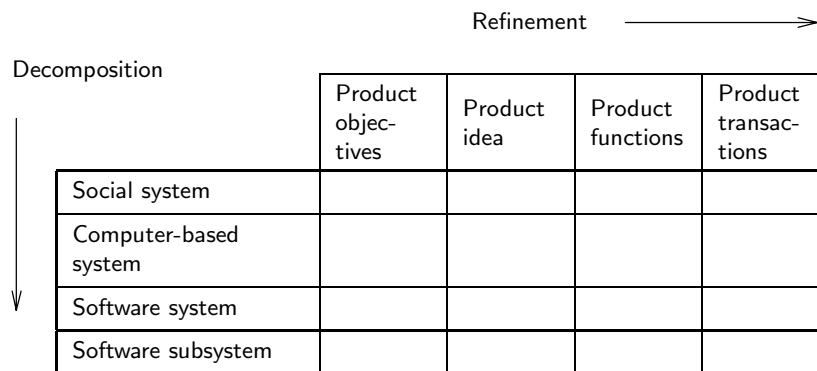 Refinement
Decomposition
Product
objec-
tives
Product
idea
Product
functions
Product
transac-
tions
Social system
Computer-based
system
Software system
Software subsystem